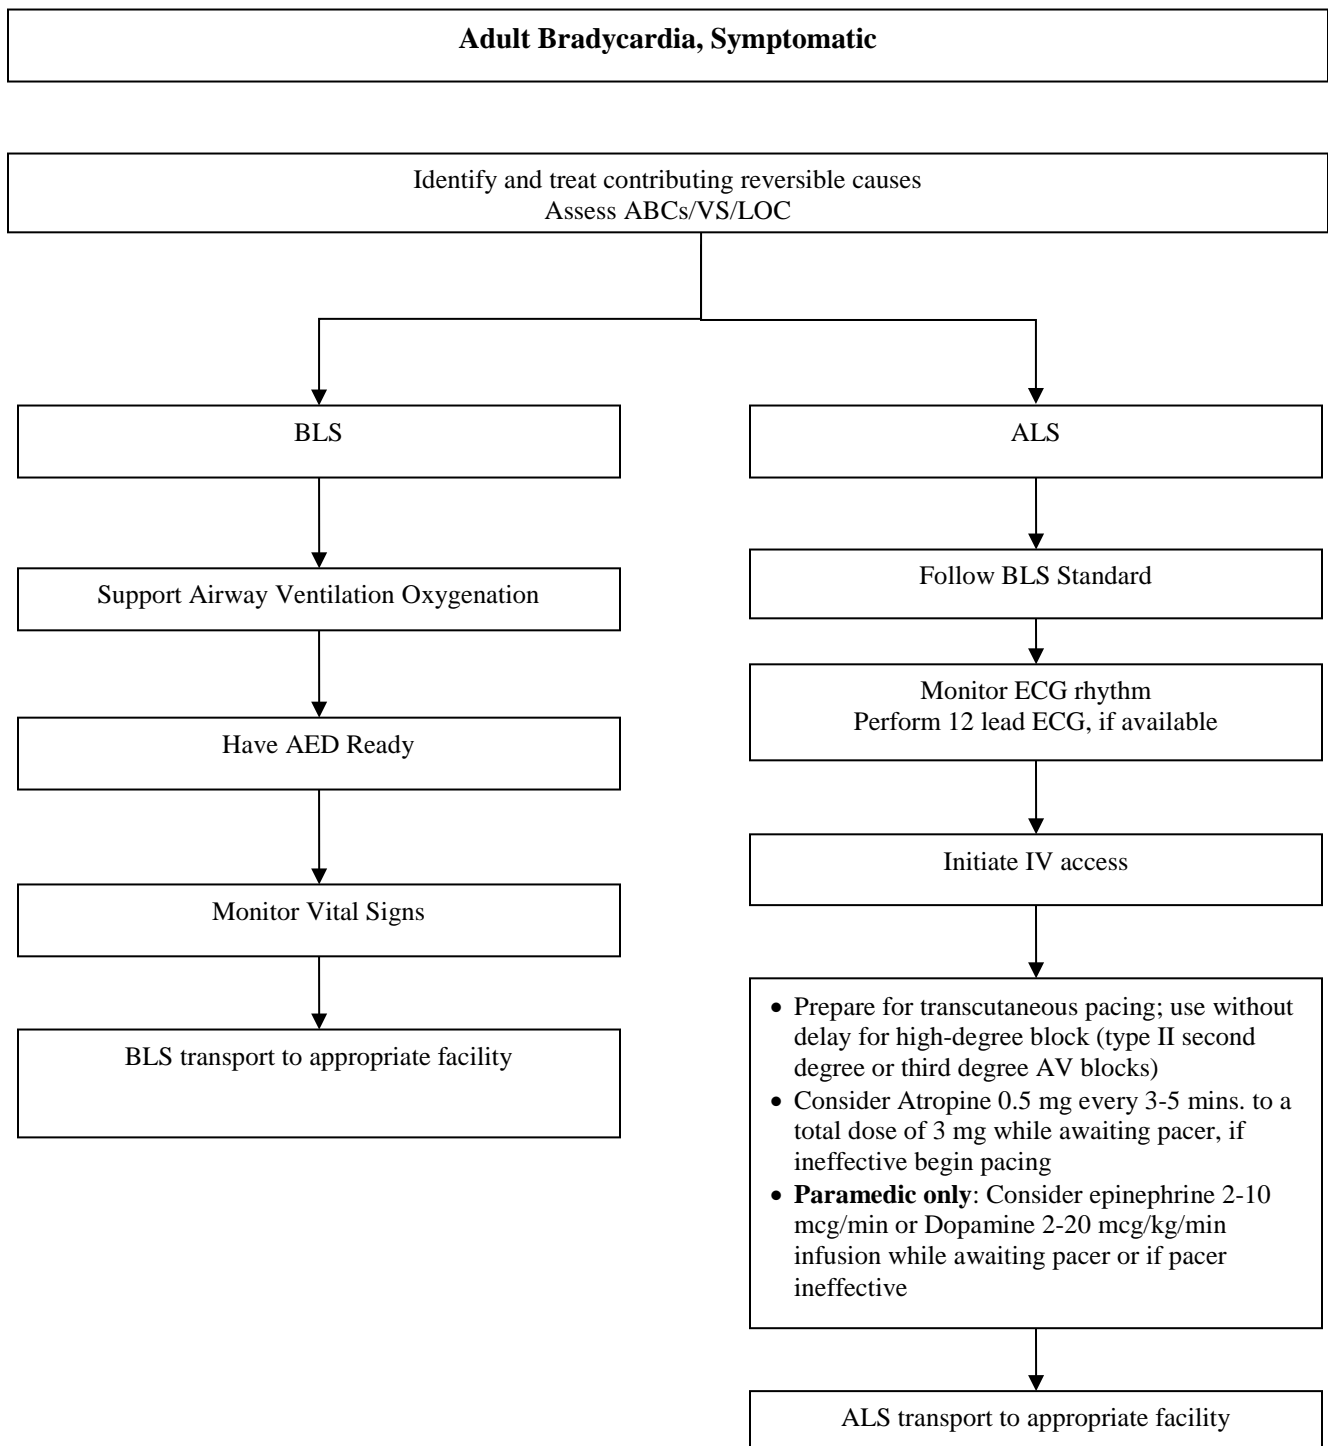 Adult Bradycardia, Symptomatic
Identify and treat contributing reversible causes
Assess ABCs/VS/LOC
BLS
Support Airway Ventilation Oxygenation
Have AED Ready
Monitor Vital Signs
BLS transport to appropriate facility
ALS
Follow BLS Standard
Monitor ECG rhythm
Perform 12 lead ECG, if available
Initiate IV access
• Prepare for transcutaneous pacing; use without
delay for high-degree block (type II second
degree or third degree AV blocks)
• Consider Atropine 0.5 mg every 3-5 mins. to a
total dose of 3 mg while awaiting pacer, if
ineffective begin pacing
• Paramedic only: Consider epinephrine 2-10
mcg/min or Dopamine 2-20 mcg/kg/min
infusion while awaiting pacer or if pacer
ineffective
ALS transport to appropriate facility